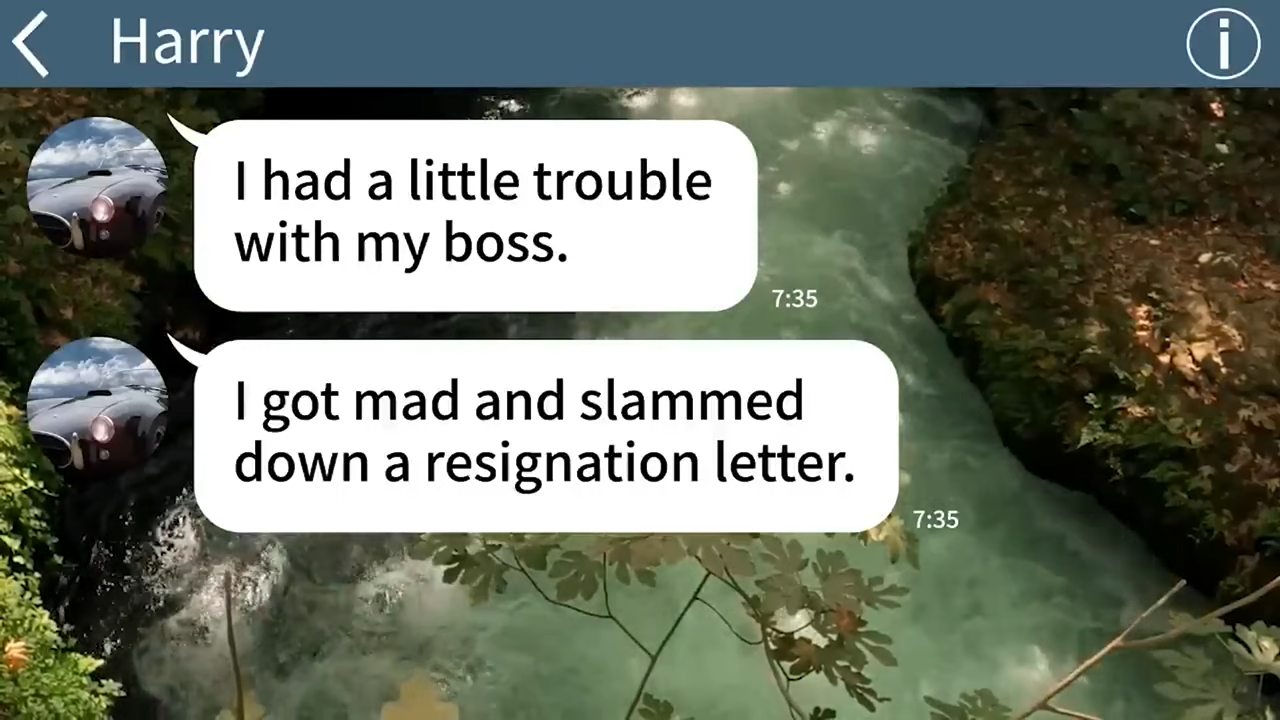 Harry
I had a little trouble
with my boss.
7:35
I got mad and slammed
down a resignation letter.
7:35